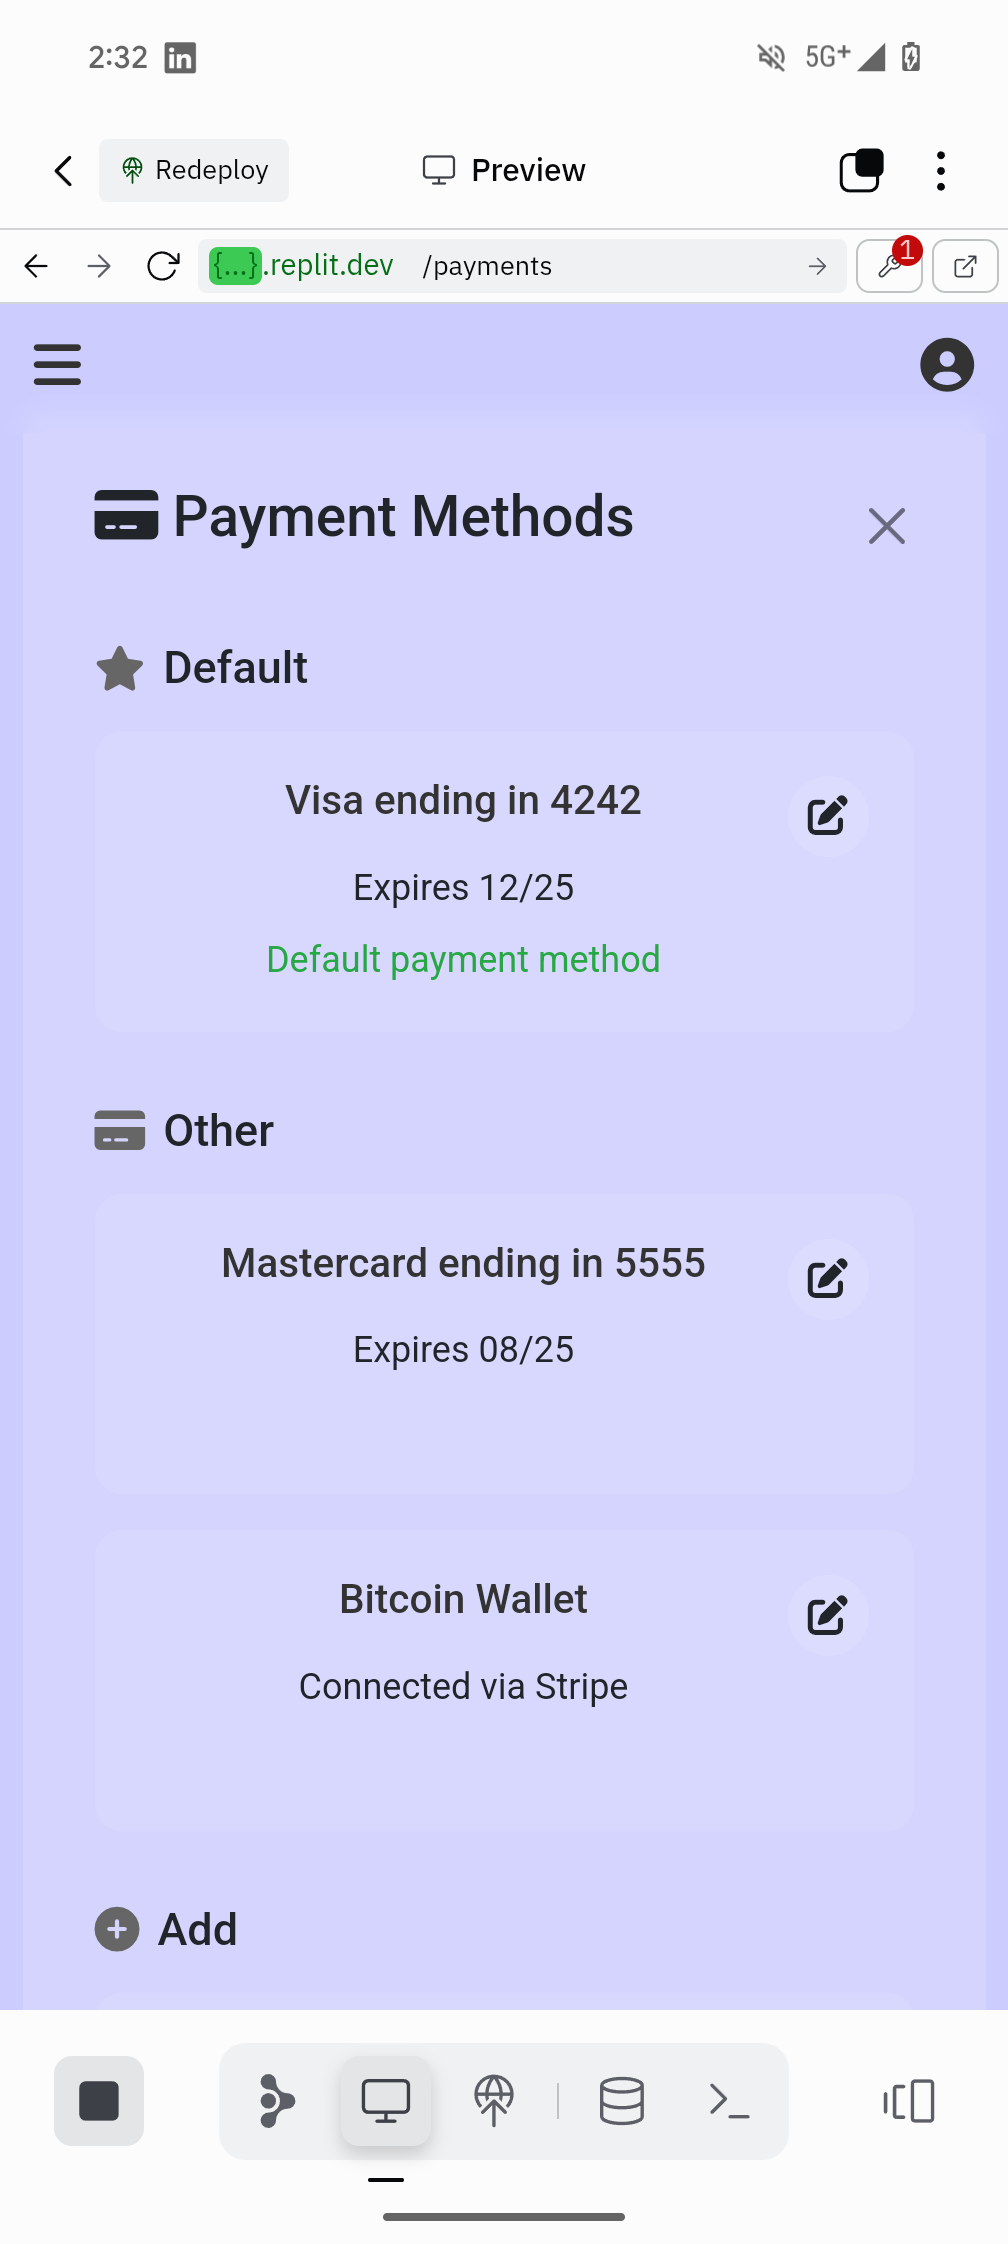 2:32 in 5G+
Redeploy Preview
{...}.replit.dev /payments 1
Payment Methods
Default
Visa ending in 4242
Expires 12/25
Default payment method
Other
Mastercard ending in 5555
Expires 08/25
Bitcoin Wallet
Connected via Stripe
Add